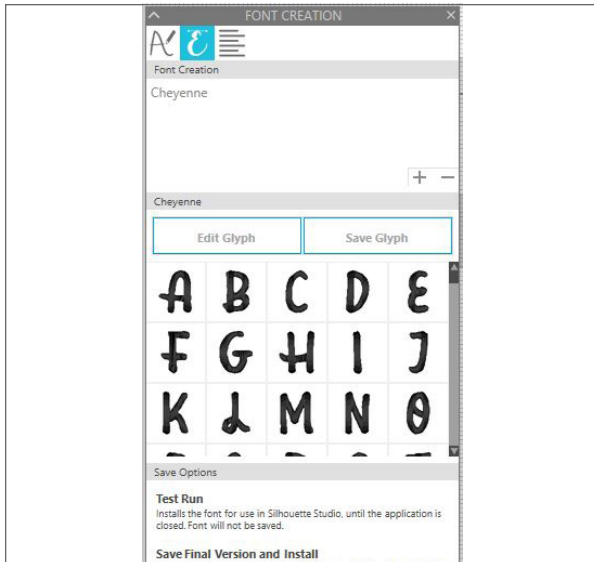 FONT CREATION
Font Creation
Cheyenne
Cheyenne
Edit Glyph Save Glyph
A B C D E
F G H I J
K L M N O
Save Options
Test Run
Installs the font for use in Silhouette Studio, until the application is
closed. Font will not be saved.
Save Final Version and Install